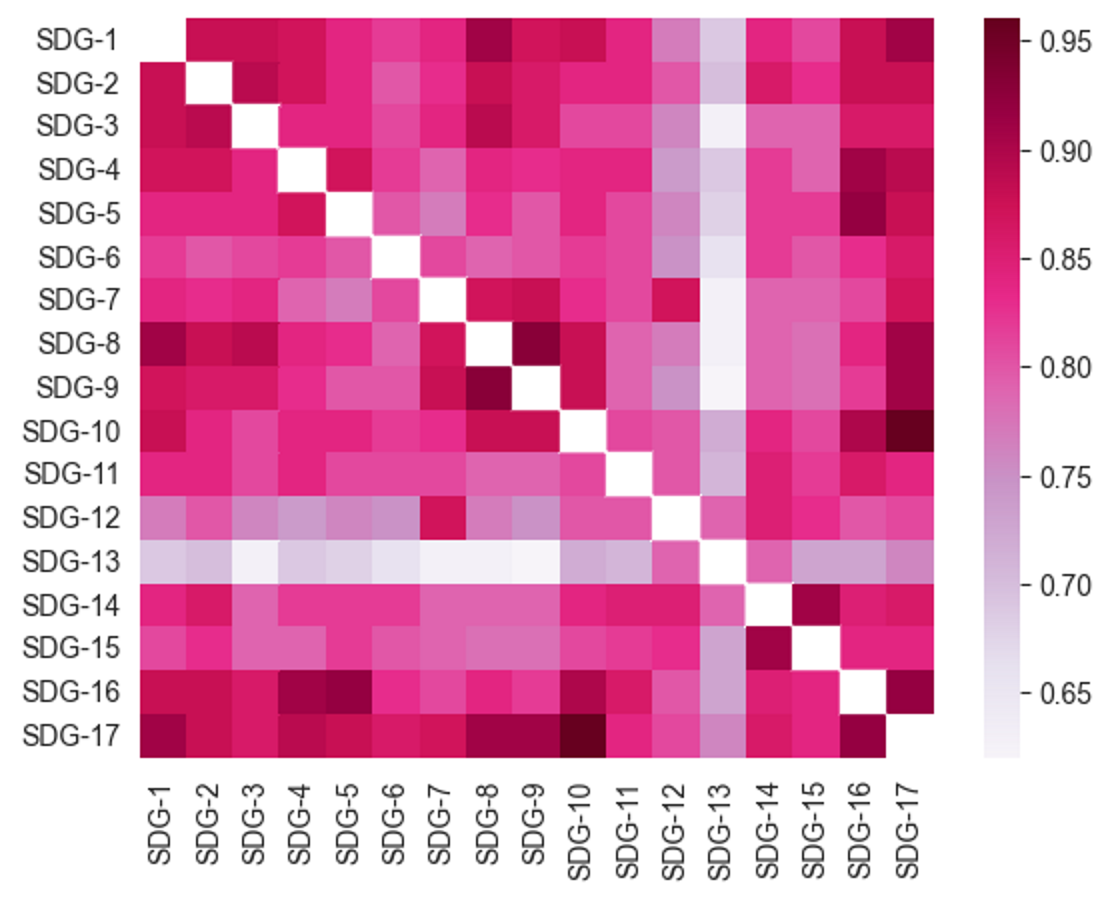 SDG-1
SDG-2
SDG-3
SDG-4
SDG-5
SDG-6
SDG-7
SDG-8
SDG-9
SDG-10
SDG-11
SDG-12
SDG-13
SDG-14
SDG-15
SDG-16
SDG-17
SDG-1
SDG-2
SDG-3
SDG-4
SDG-5
SDG-6
SDG-7
SDG-8
SDG-9
SDG-10
SDG-11
SDG-12
SDG-13
SDG-14
SDG-15
SDG-16
SDG-17
0.95
0.90
0.85
0.80
0.75
0.70
0.65